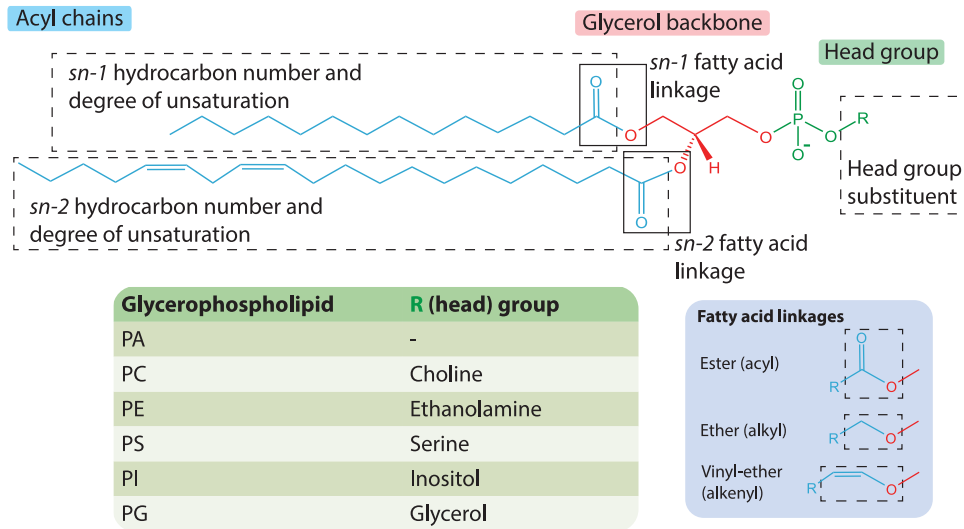 Acyl chains
Glycerol backbone
Head group
sn-1 hydrocarbon number and
degree of unsaturation
sn-1 fatty acid
linkage
O
O
O
P
O
O
R
O-
H
O
O
Head group
substituent
sn-2 hydrocarbon number and
degree of unsaturation
sn-2 fatty acid
linkage
Glycerophospholipid R (head) group
PA -
PC Choline
PE Ethanolamine
PS Serine
PI Inositol
PG Glycerol
Fatty acid linkages
Ester (acyl)
O
R
O
Ether (alkyl)
R
O
Vinyl-ether
(alkenyl)
R
O